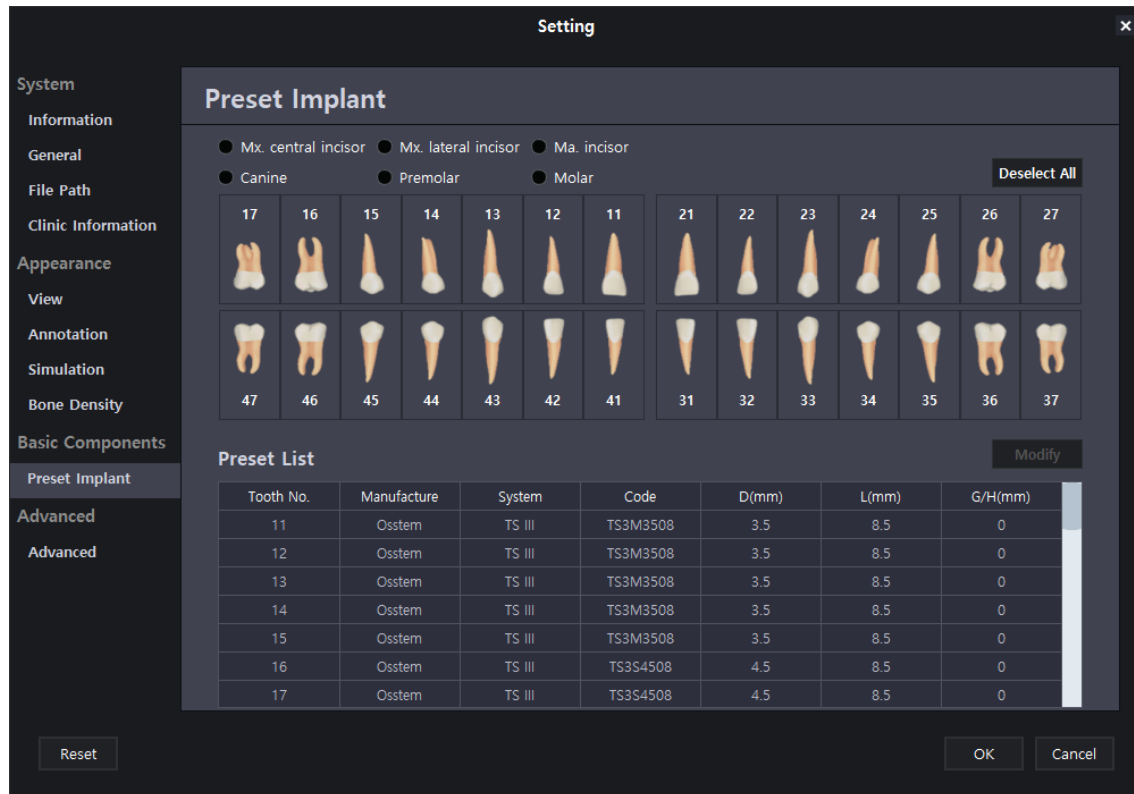 Setting
System
Information
General
File Path
Clinic Information
Appearance
View
Annotation
Simulation
Bone Density
Basic Components
Preset Implant
Advanced
Advanced
Preset Implant
Mx. central incisor Mx. lateral incisor Ma. incisor
Canine Premolar Molar
Deselect All
17 16 15 14 13 12 11 21 22 23 24 25 26 27
47 46 45 44 43 42 41 31 32 33 34 35 36 37
Preset List
Modify
Tooth No. Manufacture System Code D(mm) L(mm) G/H(mm)
11 Osstem TS III TS3M3508 3.5 8.5 0
12 Osstem TS III TS3M3508 3.5 8.5 0
13 Osstem TS III TS3M3508 3.5 8.5 0
14 Osstem TS III TS3M3508 3.5 8.5 0
15 Osstem TS III TS3M3508 3.5 8.5 0
16 Osstem TS III TS3S4508 4.5 8.5 0
17 Osstem TS III TS3S4508 4.5 8.5 0
Reset OK Cancel